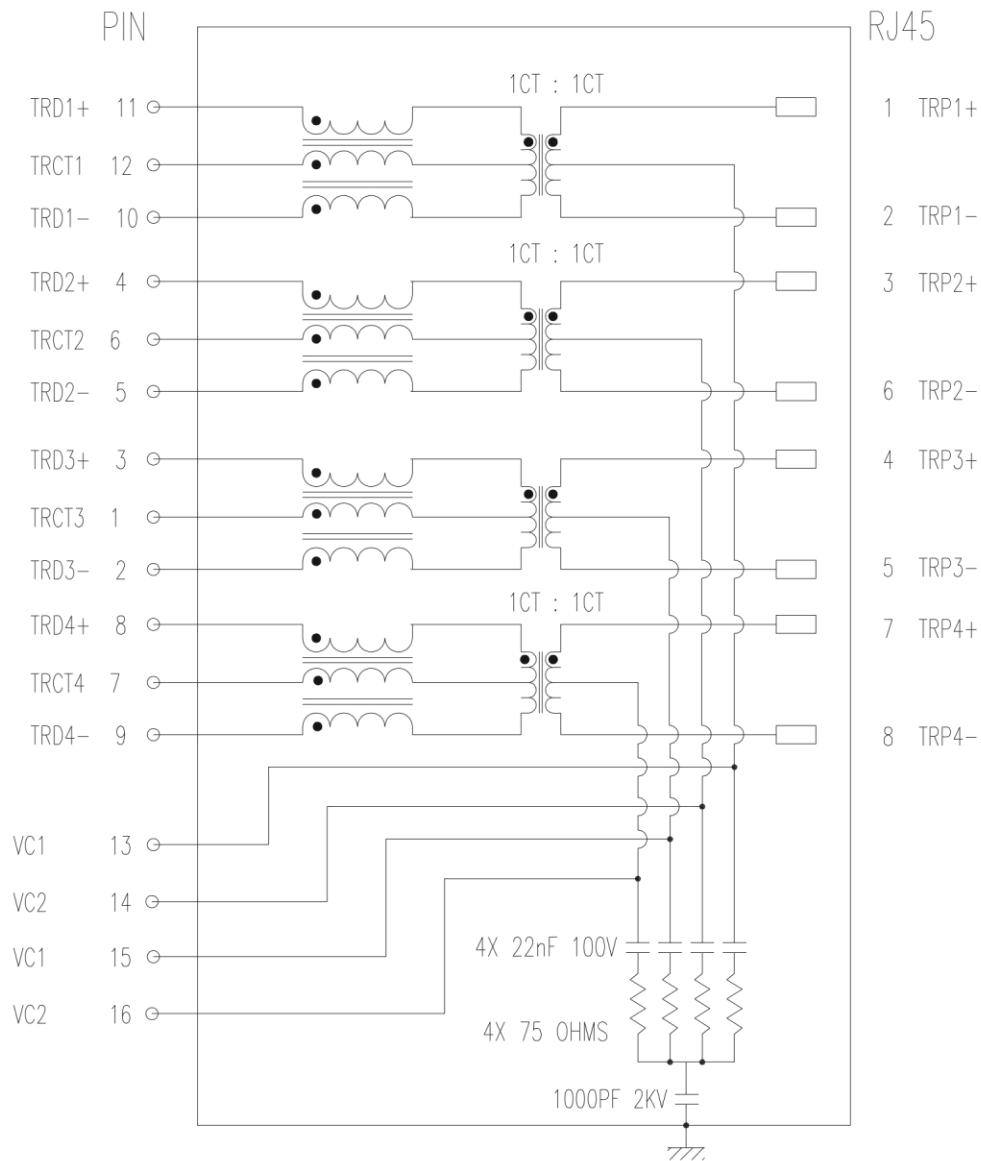 PIN RJ45
1CT : 1CT
TRD1+ 11 1 TRP1+
TRCT1 12
TRD1- 10 2 TRP1-
1CT : 1CT
TRD2+ 4 3 TRP2+
TRCT2 6
TRD2- 5 6 TRP2-
TRD3+ 3 4 TRP3+
TRCT3 1
TRD3- 2 5 TRP3-
1CT : 1CT
TRD4+ 8 7 TRP4+
TRCT4 7
TRD4- 9 8 TRP4-
VC1 13
VC2 14
4X 22nF 100V
VC1 15
VC2 16
4X 75 OHMS
1000PF 2KV